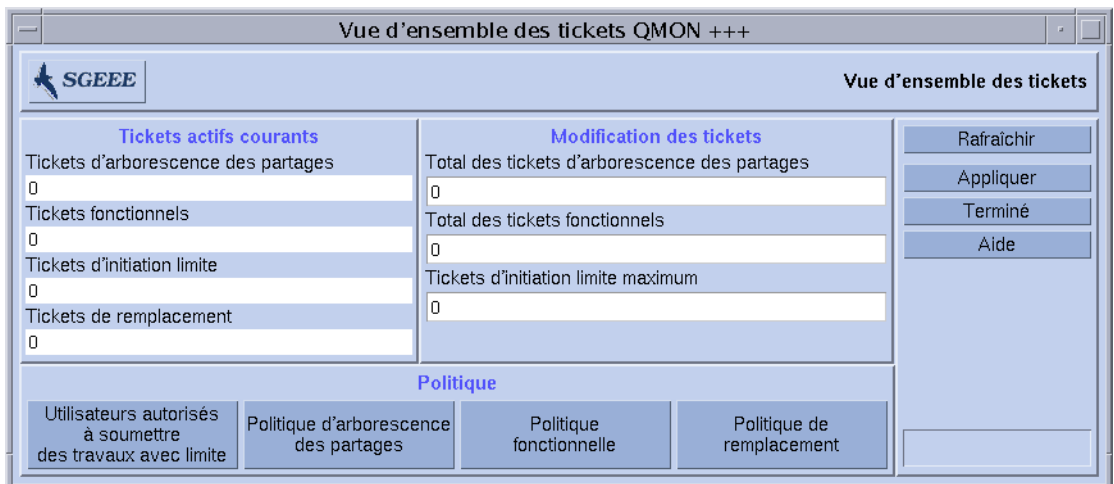 Vue d'ensemble des tickets QMON +++
SGEEE
Vue d'ensemble des tickets
Tickets actifs courants
Tickets d'arborescence des partages
0
Tickets fonctionnels
0
Tickets d'initiation limite
0
Tickets de remplacement
0
Modification des tickets
Total des tickets d'arborescence des partages
0
Total des tickets fonctionnels
0
Tickets d'initiation limite maximum
0
Rafraîchir
Appliquer
Terminé
Aide
Politique
Utilisateurs autorisés
à soumettre
des travaux avec limite
Politique d'arborescence
des partages
Politique
fonctionnelle
Politique de
remplacement